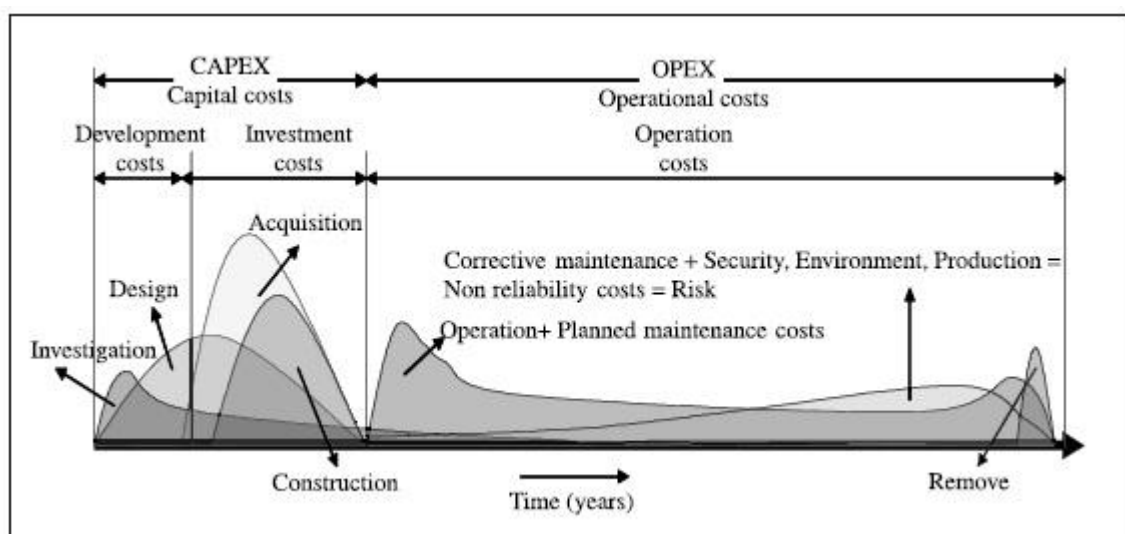 CAPEX
Capital costs
OPEX
Operational costs
Development
costs
Investment
costs
Operation
costs
Acquisition
Design
Investigation
Corrective maintenance + Security, Environment, Production =
Non reliability costs = Risk
Operation+ Planned maintenance costs
Construction
Time (years)
Remove